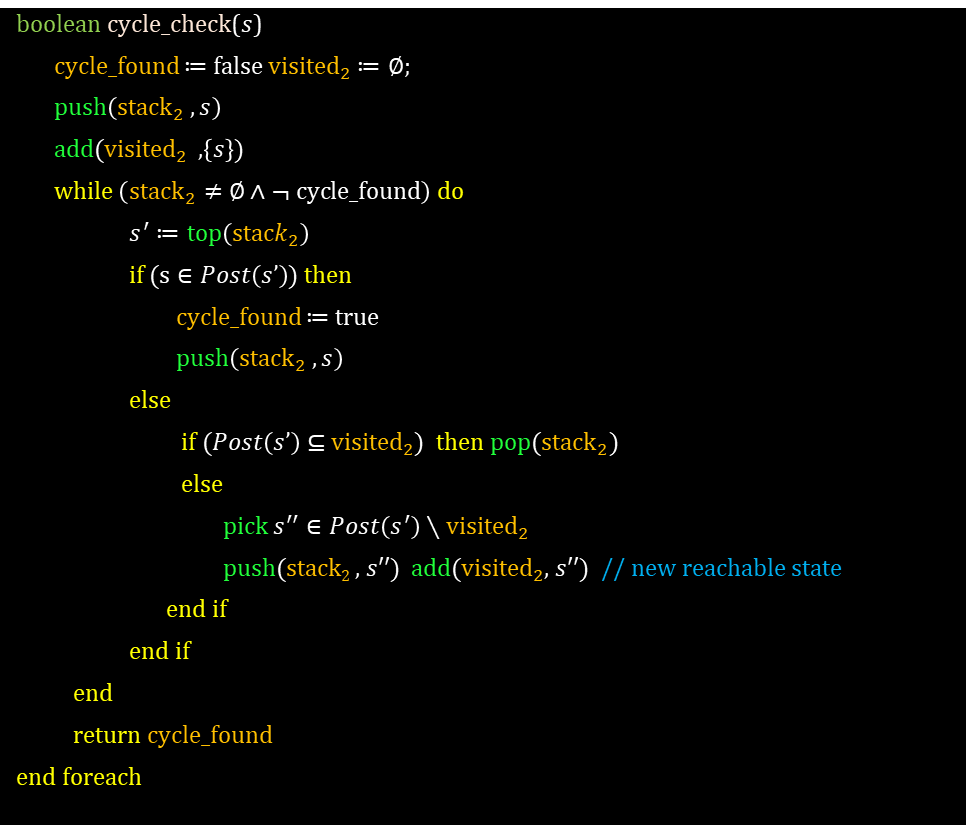 boolean cycle_check(s)
cycle_found ≔ false visited₂ ≔ ∅;
push(stack₂ , s)
add(visited₂ ,{s})
while (stack₂ ≠ ∅ ∧ ¬ cycle_found) do
s′ ≔ top(stack₂)
if (s ∈ Post(s’)) then
cycle_found ≔ true
push(stack₂ , s)
else
if (Post(s’) ⊆ visited₂) then pop(stack₂)
else
pick s′′ ∈ Post(s′) \ visited₂
push(stack₂ , s′′) add(visited₂, s′′) // new reachable state
end if
end if
end
return cycle_found
end foreach